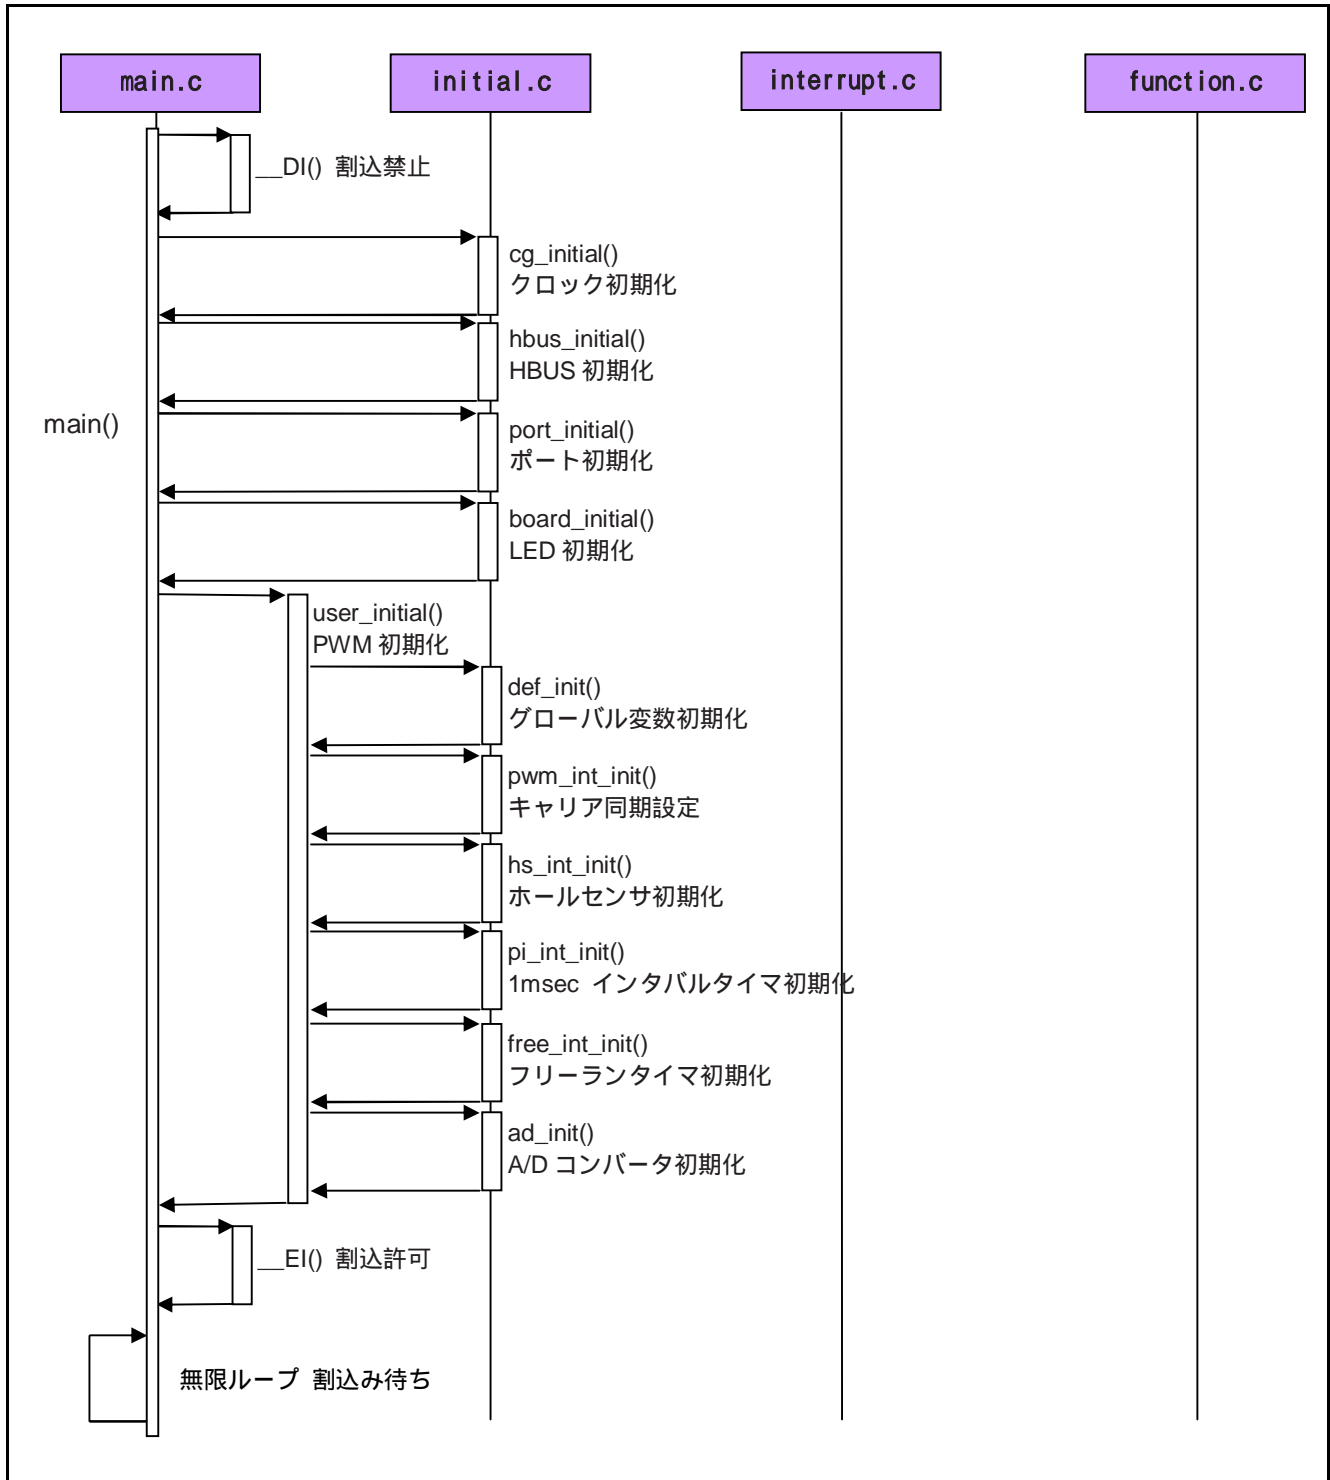 main.c
initial.c
interrupt.c
function.c
__DI() 割込禁止
cg_initial()
クロック初期化
hbus_initial()
HBUS 初期化
main()
port_initial()
ポート初期化
board_initial()
LED 初期化
user_initial()
PWM 初期化
def_init()
グローバル変数初期化
pwm_int_init()
キャリア同期設定
hs_int_init()
ホールセンサ初期化
pi_int_init()
1msec インタバルタイマ初期化
free_int_init()
フリーランタイマ初期化
ad_init()
A/D コンバータ初期化
__EI() 割込許可
無限ループ 割込み待ち